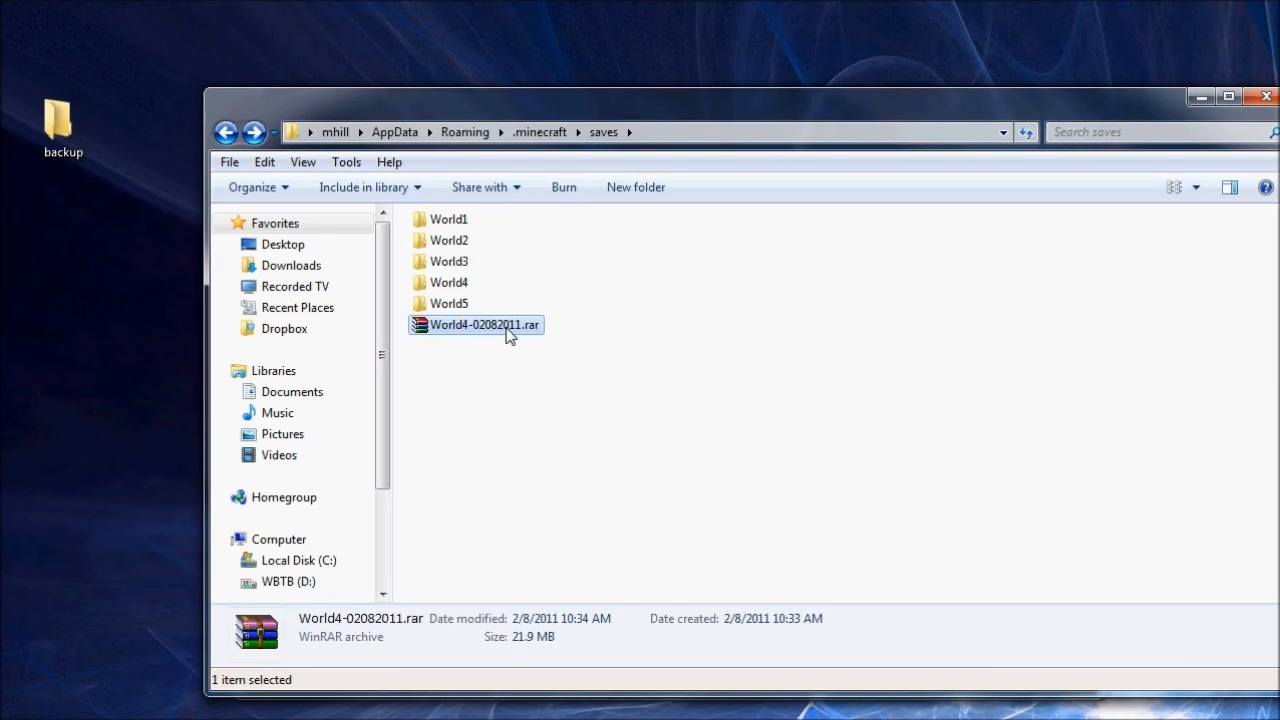 backup
mhill AppData Roaming .minecraft saves
Search saves
File Edit View Tools Help
Organize Include in library Share with Burn New folder
Favorites
Desktop
Downloads
Recorded TV
Recent Places
Dropbox
Libraries
Documents
Music
Pictures
Videos
Homegroup
Computer
Local Disk (C:)
WBTB (D:)
World1
World2
World3
World4
World5
World4-02082011.rar
World4-02082011.rar Date modified: 2/8/2011 10:34 AM Date created: 2/8/2011 10:33 AM
WinRAR archive Size: 21.9 MB
1 item selected